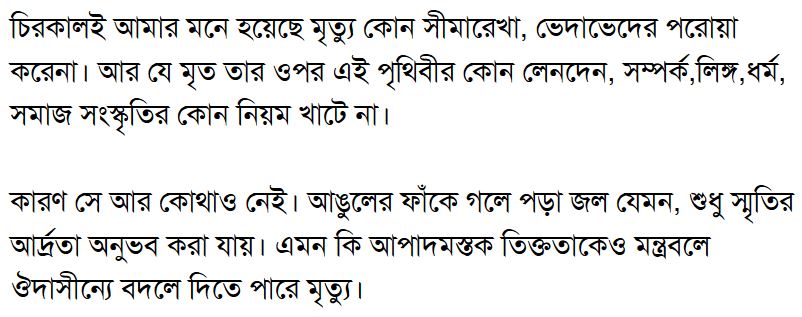 চিরকালই আমার মনে হয়েছে মৃত্যু কোন সীমারেখা, ভেদাভেদের পরোয়া
করেনা। আর যে মৃত তার ওপর এই পৃথিবীর কোন লেনদেন, সম্পর্ক,লিঙ্গ,ধর্ম,
সমাজ সংস্কৃতির কোন নিয়ম খাটে না।
কারণ সে আর কোথাও নেই। আঙুলের ফাঁকে গলে পড়া জল যেমন, শুধু স্মৃতির
আর্দ্রতা অনুভব করা যায়। এমন কি আপাদমস্তক তিক্ততাকেও মন্ত্রবলে
ঔদাসীন্যে বদলে দিতে পারে মৃত্যু।